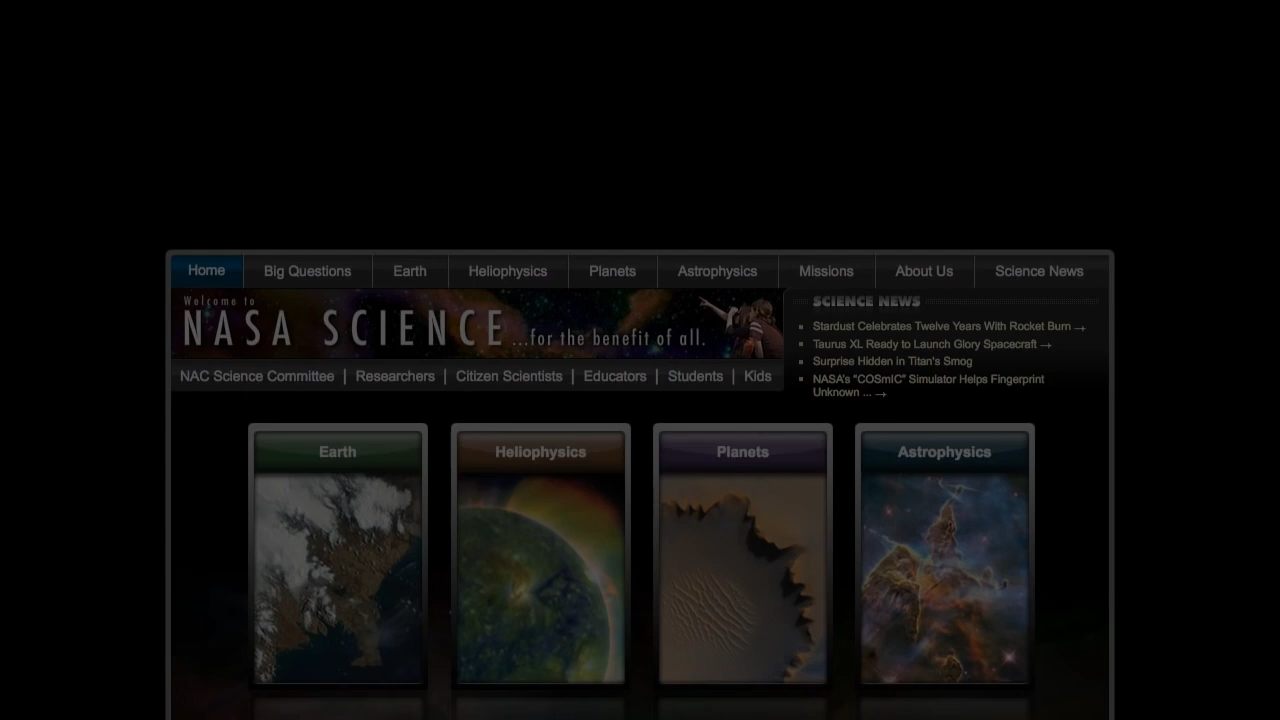 Home Big Questions Earth Heliophysics Planets Astrophysics Missions About Us Science News
Welcome to
NASA SCIENCE ...for the benefit of all.
NAC Science Committee | Researchers | Citizen Scientists | Educators | Students | Kids
SCIENCE NEWS
Stardust Celebrates Twelve Years With Rocket Burn →
Taurus XL Ready to Launch Glory Spacecraft →
Surprise Hidden in Titan's Smog
NASA's "COSmIC" Simulator Helps Fingerprint
Unknown ... →
Earth Heliophysics Planets Astrophysics